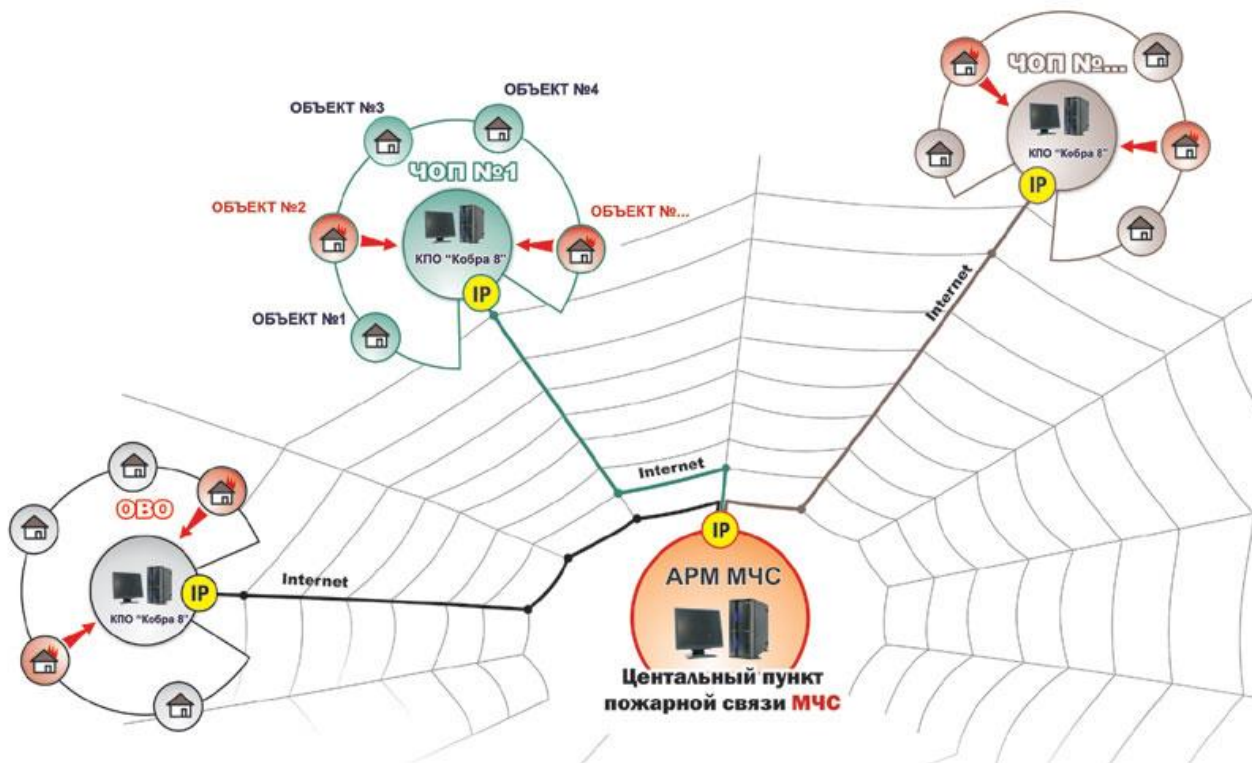 ЧОП №...
КПО "Кобра 8"
IP
ОБЪЕКТ №4
ОБЪЕКТ №3
ЧОП №1
ОБЪЕКТ №2
ОБЪЕКТ №...
КПО "Кобра 8"
IP
ОБЪЕКТ №1
Internet
Internet
ОВО
IP
КПО "Кобра 8"
Internet
IP
АРМ МЧС
Центальный пункт
пожарной связи МЧС